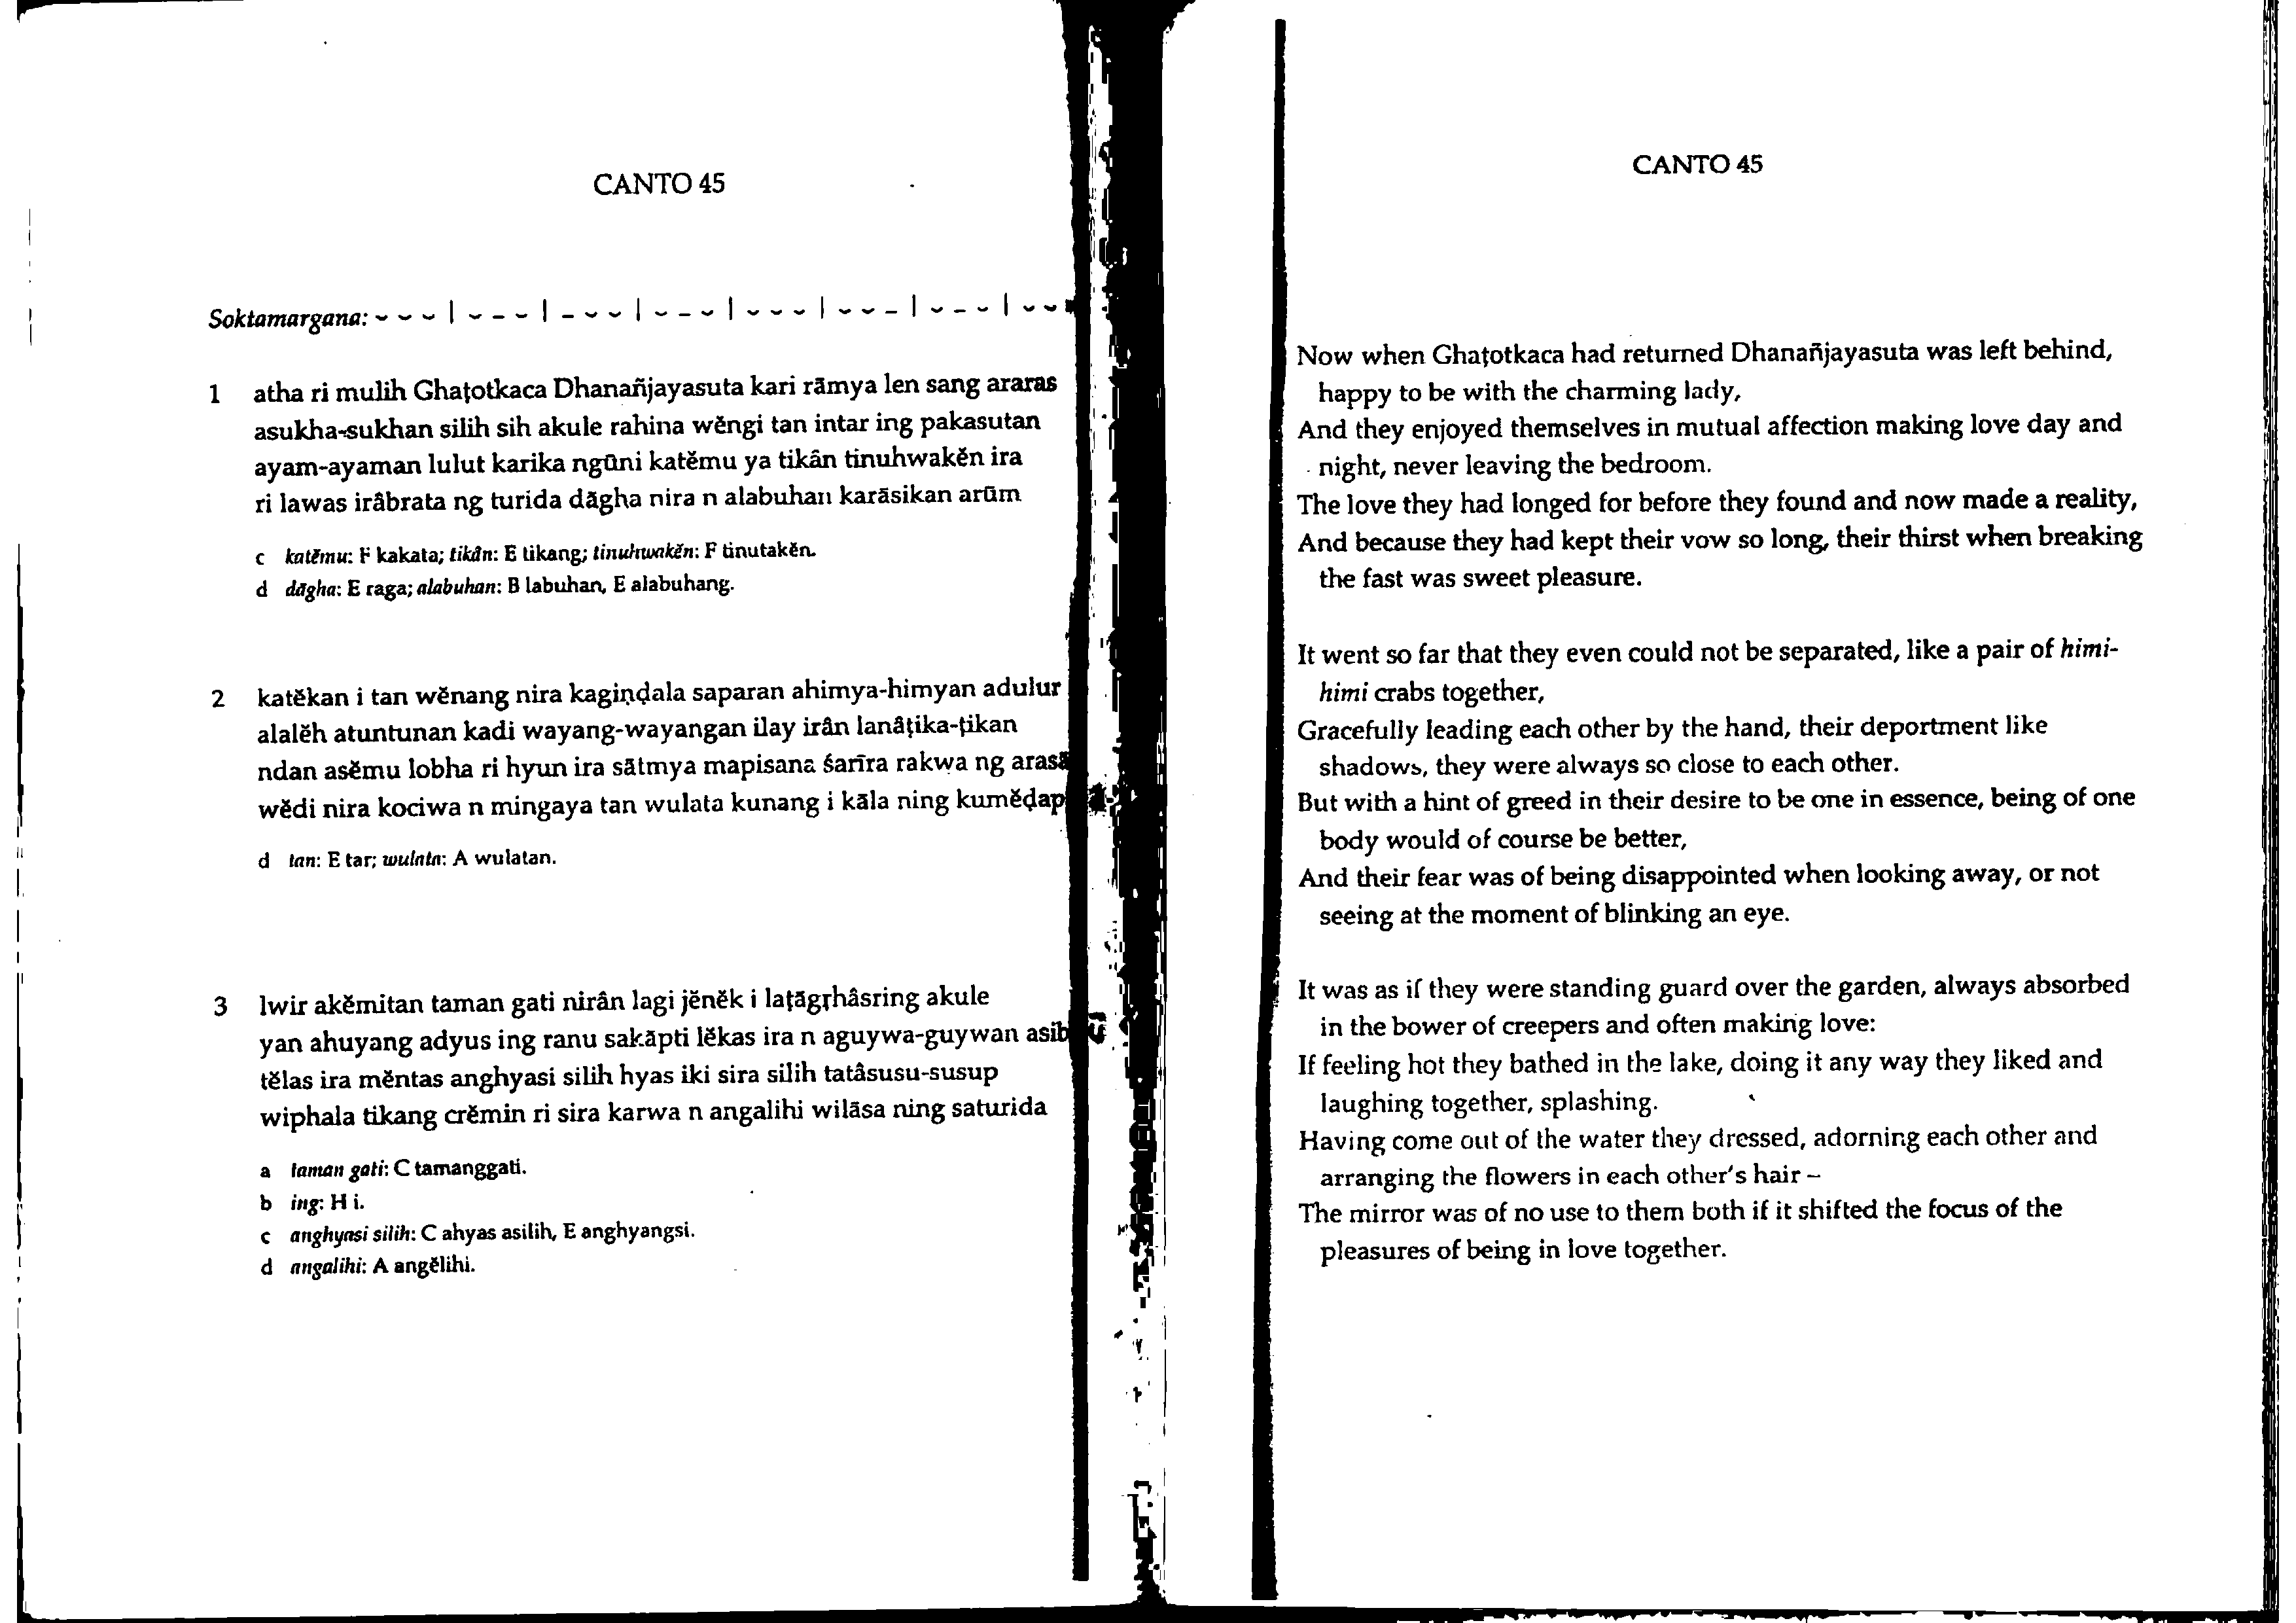 CANTO 45
Soktamargana: ⏑ ⏑ ⏑ | ⏑ – – ⏑ | – ⏑ ⏑ | ⏑ – ⏑ | ⏑ ⏑ ⏑ | ⏑ ⏑ – | ⏑ – ⏑ | ⏑ ⏑
1 atha ri mulih Ghaṭotkaca Dhanañjayasuta kari rāmya len sang araras
asukha-sukhan silih sih akule rahina wĕngi tan intar ing pakasutan
ayam-ayaman lulut karika ngūni katĕmu ya tikân tinuhwakĕn ira
ri lawas irâbrata ng turida dāgha nira n alabuhan karāsikan arūm
c katĕmu: F kakata; tikân: E tikang; tinuhwakĕn: F tinutakĕn.
d dāgha: E raga; alabuhan: B labuhan, E alabuhang.
2 katĕkan i tan wĕnang nira kagiṇḍala saparan ahimya-himyan adulur
alalĕh atuntunan kadi wayang-wayangan ilay irân lanâṭika-ṭikan
ndan asĕmu lobha ri hyun ira sātmya mapisana śarīra rakwa ng
wĕdi nira kociwa n mingaya tan wulata kunang i kāla ning
d tan: E tar; wulata: A wulatan.
3 lwir akĕmitan taman gati nirân lagi jĕnĕk i laṭāgṛhâsring akule
yan ahuyang adyus ing ranu sakāpti lĕkas ira n aguywa-guywan
tĕlas ira mĕntas anghyasi silih hyas iki sira silih tatâsusu-susup
wiphala tikang crĕmin ri sira karwa n angalihi wilāsa ning saturida
a taman gati: C tamanggati.
b ing: H i.
c anghyasi silih: C ahyas asilih, E anghyangsi.
d angalihi: A angĕlihi.
CANTO 45
Now when Ghaṭotkaca had returned Dhanañjayasuta was left behind,
happy to be with the charming lady,
And they enjoyed themselves in mutual affection making love day and
night, never leaving the bedroom.
The love they had longed for before they found and now made a reality,
And because they had kept their vow so long, their thirst when breaking
the fast was sweet pleasure.
It went so far that they even could not be separated, like a pair of himi-
himi crabs together,
Gracefully leading each other by the hand, their deportment like
shadows, they were always so close to each other.
But with a hint of greed in their desire to be one in essence, being of one
body would of course be better,
And their fear was of being disappointed when looking away, or not
seeing at the moment of blinking an eye.
It was as if they were standing guard over the garden, always absorbed
in the bower of creepers and often making love:
If feeling hot they bathed in the lake, doing it any way they liked and
laughing together, splashing.
Having come out of the water they dressed, adorning each other and
arranging the flowers in each other's hair –
The mirror was of no use to them both if it shifted the focus of the
pleasures of being in love together.